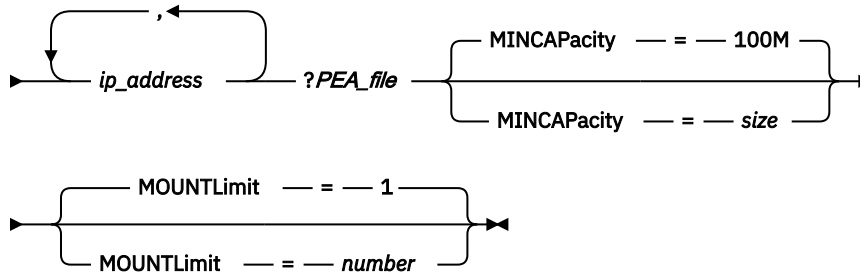 ,
MINCAPacity = 100M
ip_address ?PEA_file
MINCAPacity = size
MOUNTLimit = 1
MOUNTLimit = number